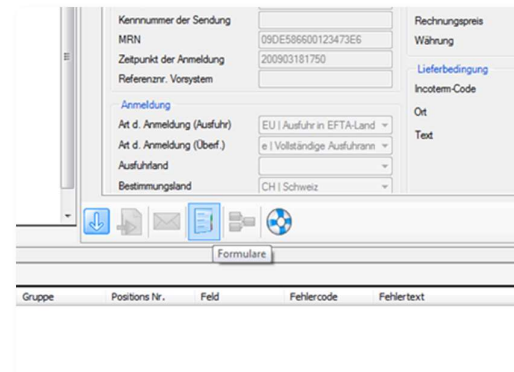 Kennnummer der Sendung
MRN 09DE586600123473E6
Zeitpunkt der Anmeldung 200903181750
Referenznr. Vorsystem
Anmeldung
Art d. Anmeldung (Ausfuhr) EU | Ausfuhr in EFTA-Land
Art d. Anmeldung (Überf.) e | Vollständige Ausfuhrann
Ausfuhrland
Bestimmungsland CH | Schweiz
Rechnungspreis
Währung
Lieferbedingung
Incoterm-Code
Ort
Text
Formulare
Gruppe Positions Nr. Feld Fehlercode Fehlertext